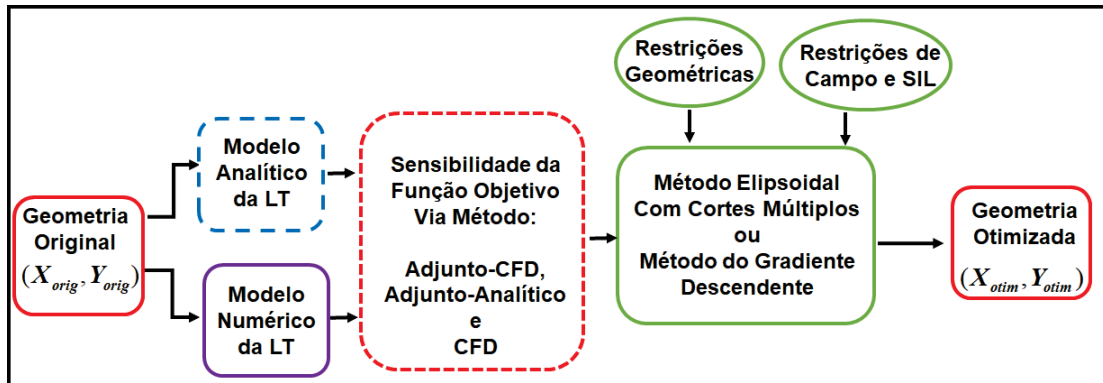 Geometria
Original
(X_orig, Y_orig)
Modelo
Analítico
da LT
Modelo
Numérico
da LT
Sensibilidade da
Função Objetivo
Via Método:
Adjunto-CFD,
Adjunto-Analítico
e
CFD
Restrições
Geométricas
Restrições de
Campo e SIL
Método Elipsoidal
Com Cortes Múltiplos
ou
Método do Gradiente
Descendente
Geometria
Otimizada
(X_otim, Y_otim)